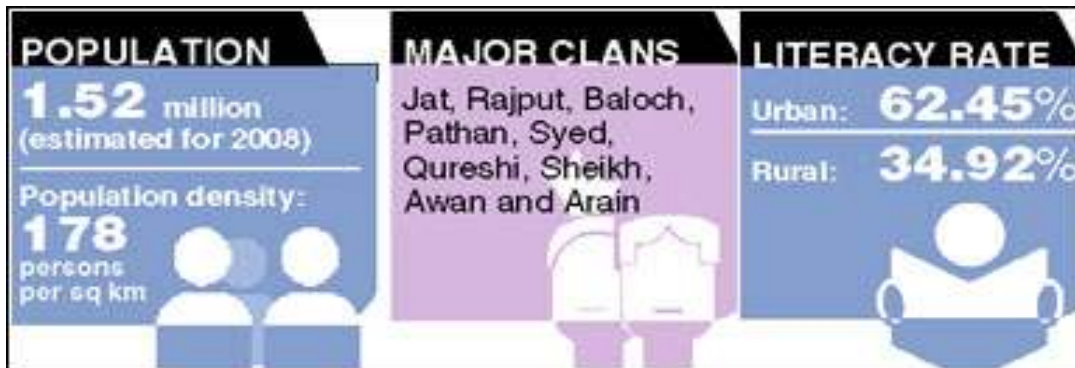 POPULATION
1.52 million
(estimated for 2008)
Population density:
178
persons
per sq km
MAJOR CLANS
Jat, Rajput, Baloch,
Pathan, Syed,
Qureshi, Sheikh,
Awan and Arain
LITERACY RATE
Urban: 62.45%
Rural: 34.92%